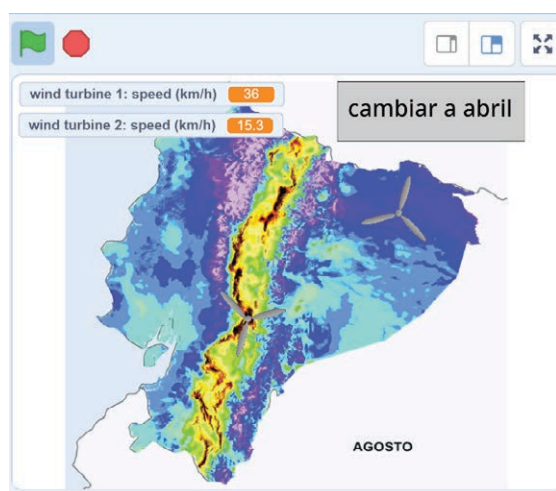 wind turbine 1: speed (km/h) 36
wind turbine 2: speed (km/h) 15.3
cambiar a abril
AGOSTO